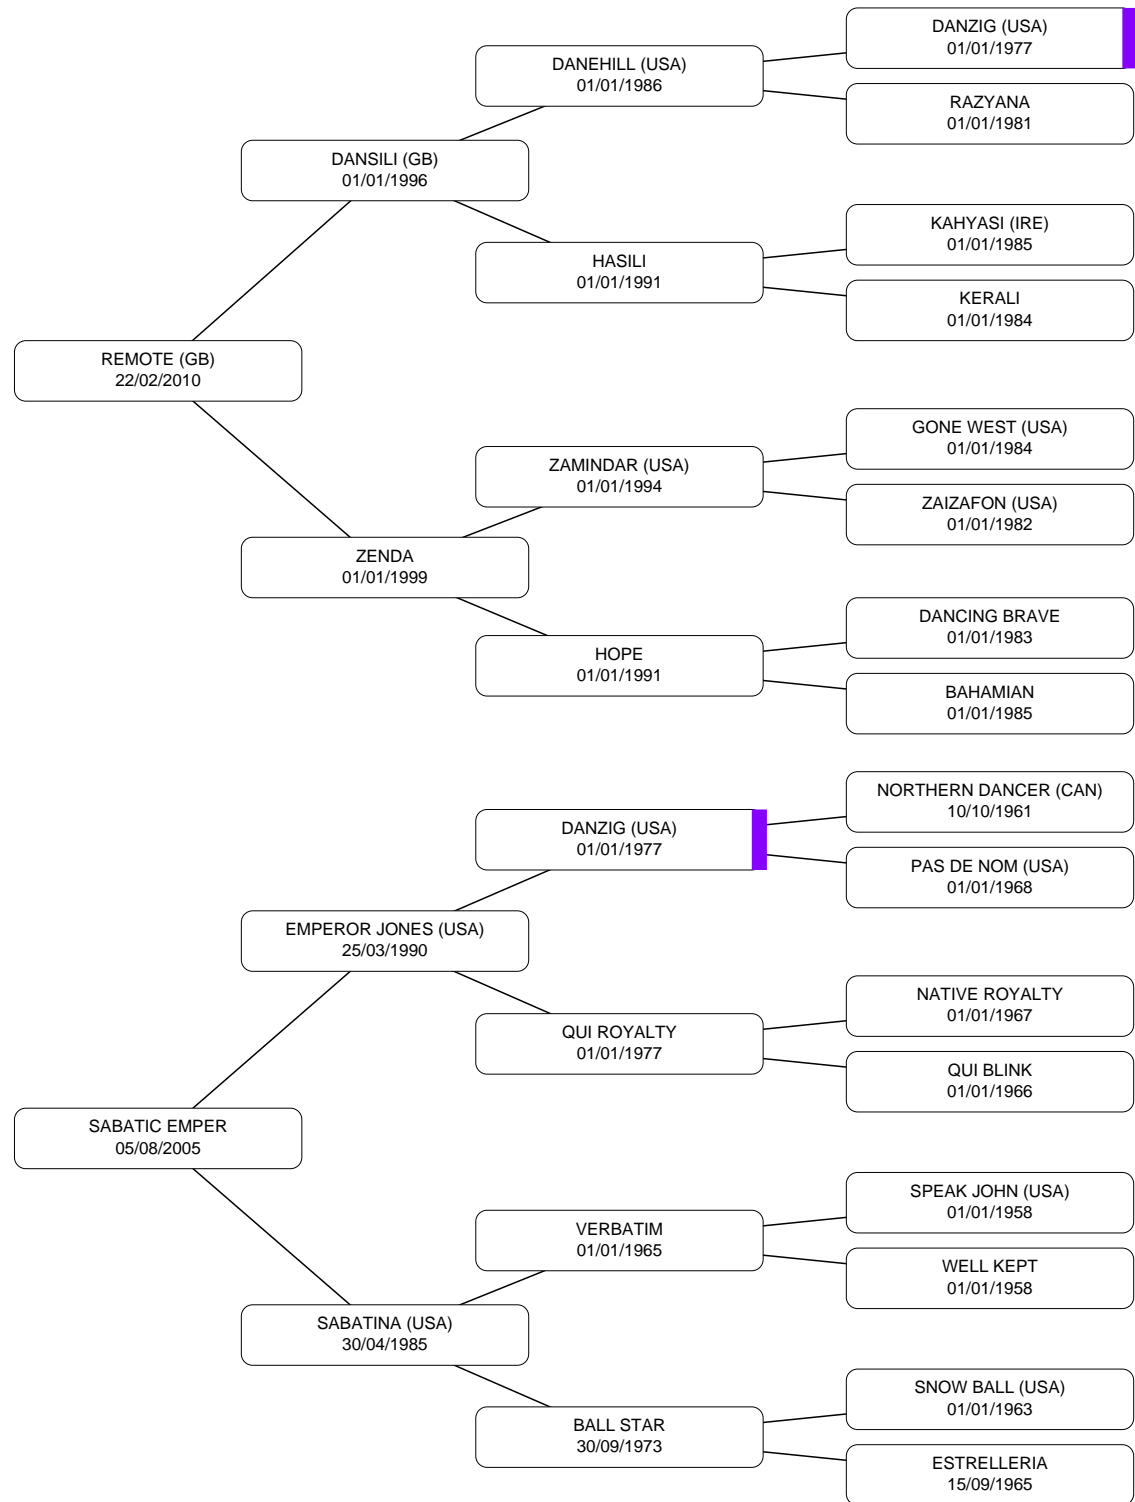 DANZIG (USA)
01/01/1977
DANEHILL (USA)
01/01/1986
RAZYANA
01/01/1981
DANSILI (GB)
01/01/1996
KAHYASI (IRE)
01/01/1985
HASILI
01/01/1991
KERALI
01/01/1984
REMOTE (GB)
22/02/2010
GONE WEST (USA)
01/01/1984
ZAMINDAR (USA)
01/01/1994
ZAIZAFON (USA)
01/01/1982
ZENDA
01/01/1999
DANCING BRAVE
01/01/1983
HOPE
01/01/1991
BAHAMIAN
01/01/1985
NORTHERN DANCER (CAN)
10/10/1961
DANZIG (USA)
01/01/1977
PAS DE NOM (USA)
01/01/1968
EMPEROR JONES (USA)
25/03/1990
NATIVE ROYALTY
01/01/1967
QUI ROYALTY
01/01/1977
QUI BLINK
01/01/1966
SABATIC EMPER
05/08/2005
SPEAK JOHN (USA)
01/01/1958
VERBATIM
01/01/1965
WELL KEPT
01/01/1958
SABATINA (USA)
30/04/1985
SNOW BALL (USA)
01/01/1963
BALL STAR
30/09/1973
ESTRELLERIA
15/09/1965